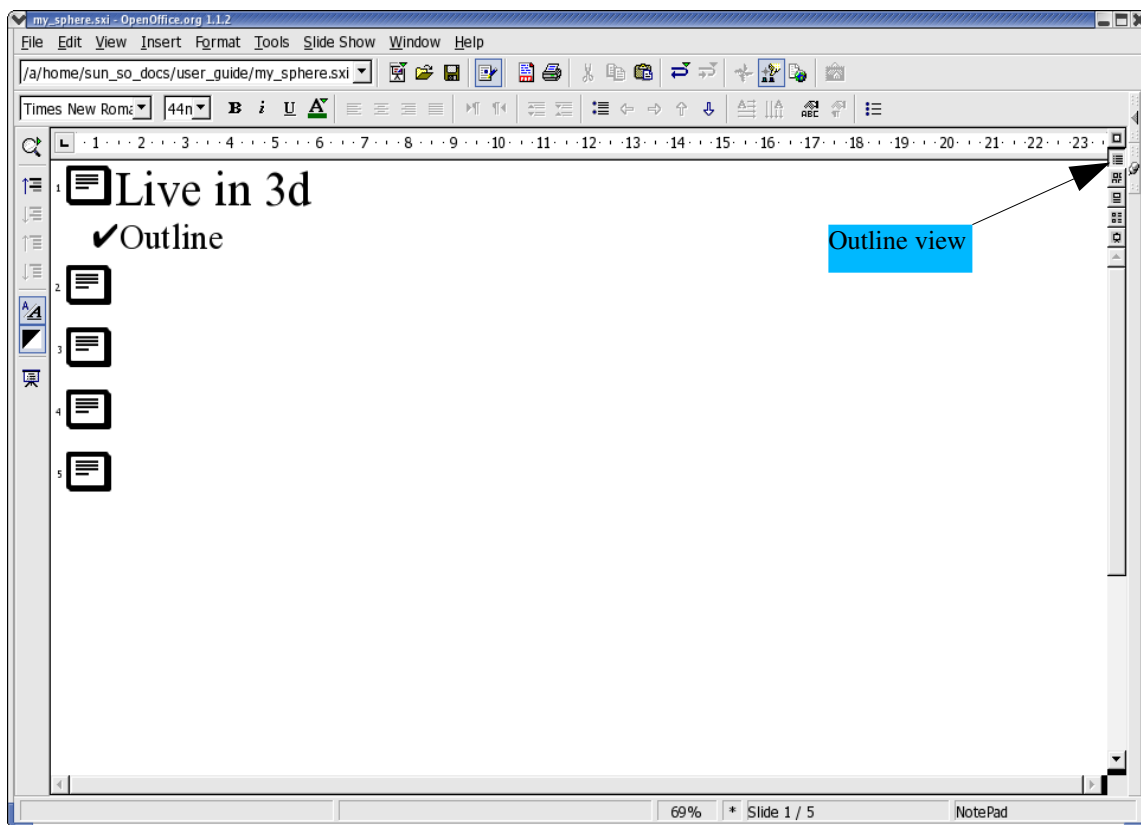 my_sphere.sxi - OpenOffice.org 1.1.2
File Edit View Insert Format Tools Slide Show Window Help
/a/home/sun_so_docs/user_guide/my_sphere.sxi
Times New Roma 44n B i U A ABC
1 2 3 4 5 6 7 8 9 10 11 12 13 14 15 16 17 18 19 20 21 22 23
1 Live in 3d
✔Outline
Outline view
2
3
4
5
69% * Slide 1 / 5 NotePad